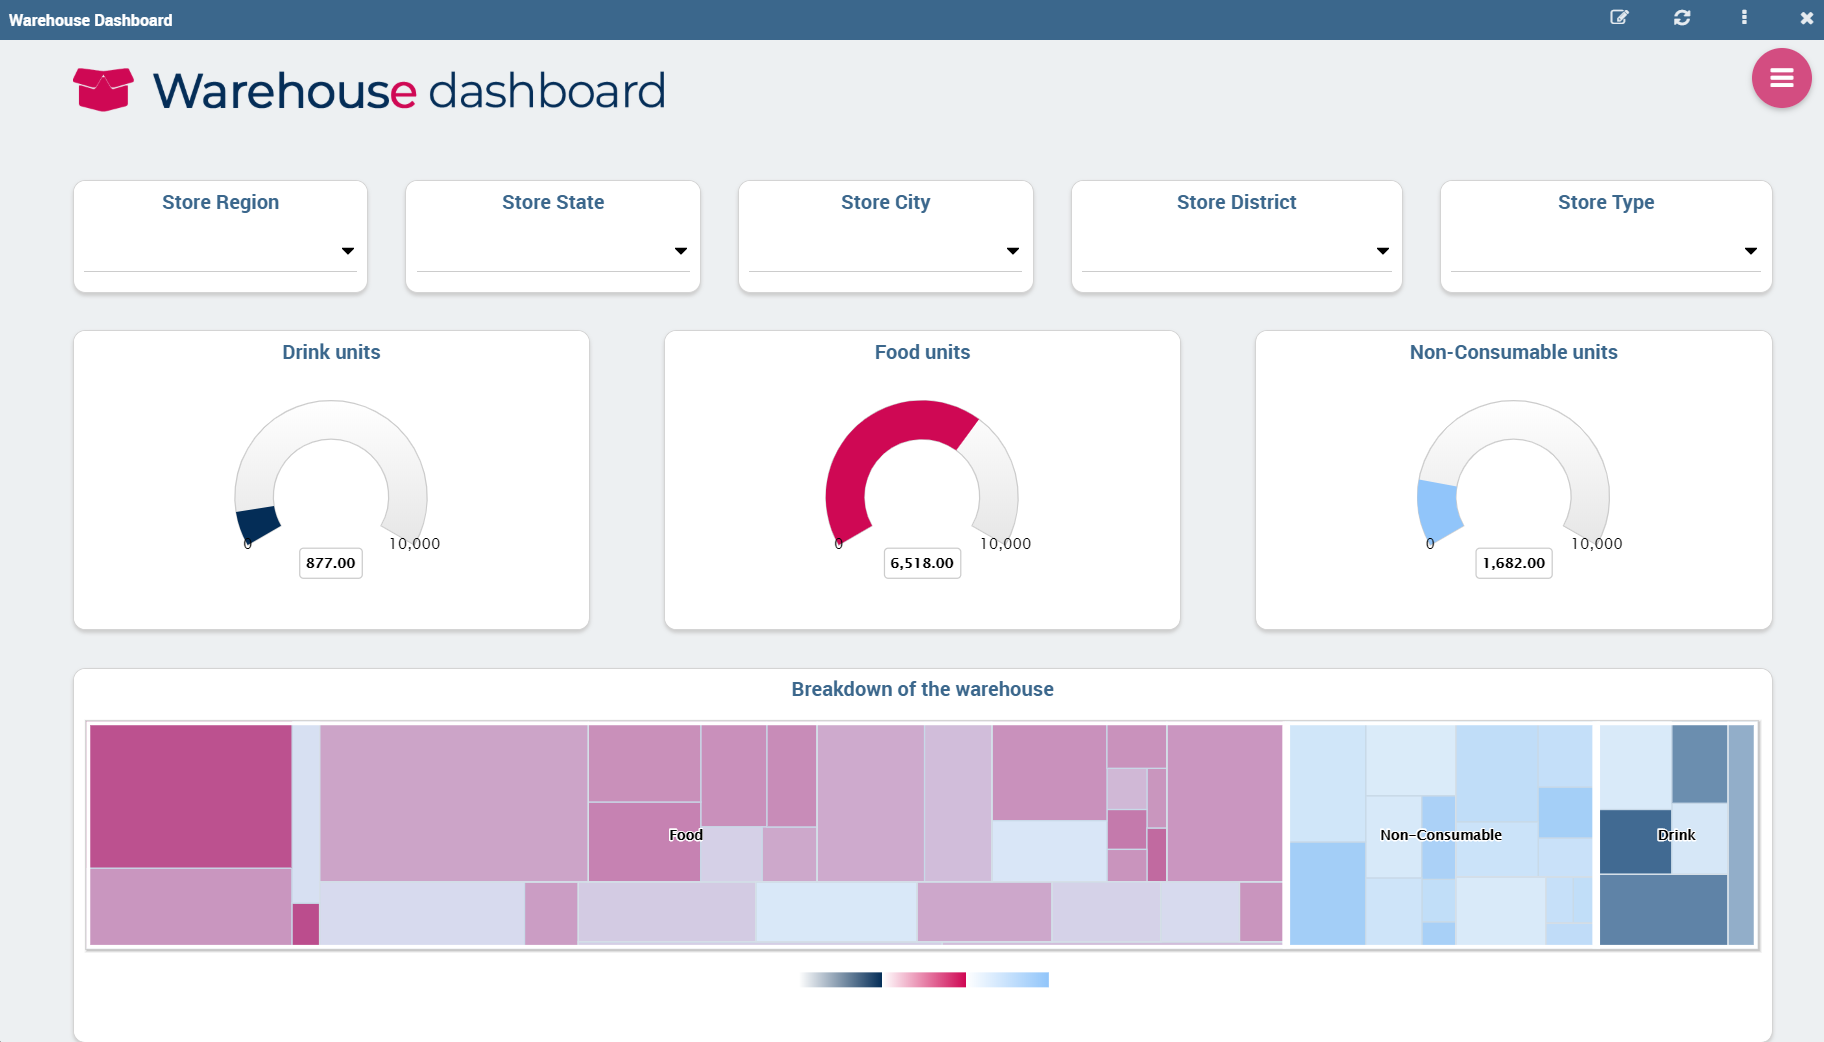 Warehouse Dashboard
Warehouse dashboard
Store Region
Store State
Store City
Store District
Store Type
Drink units
0
10,000
877.00
Food units
0
10,000
6,518.00
Non-Consumable units
0
10,000
1,682.00
Breakdown of the warehouse
Food
Non-Consumable
Drink